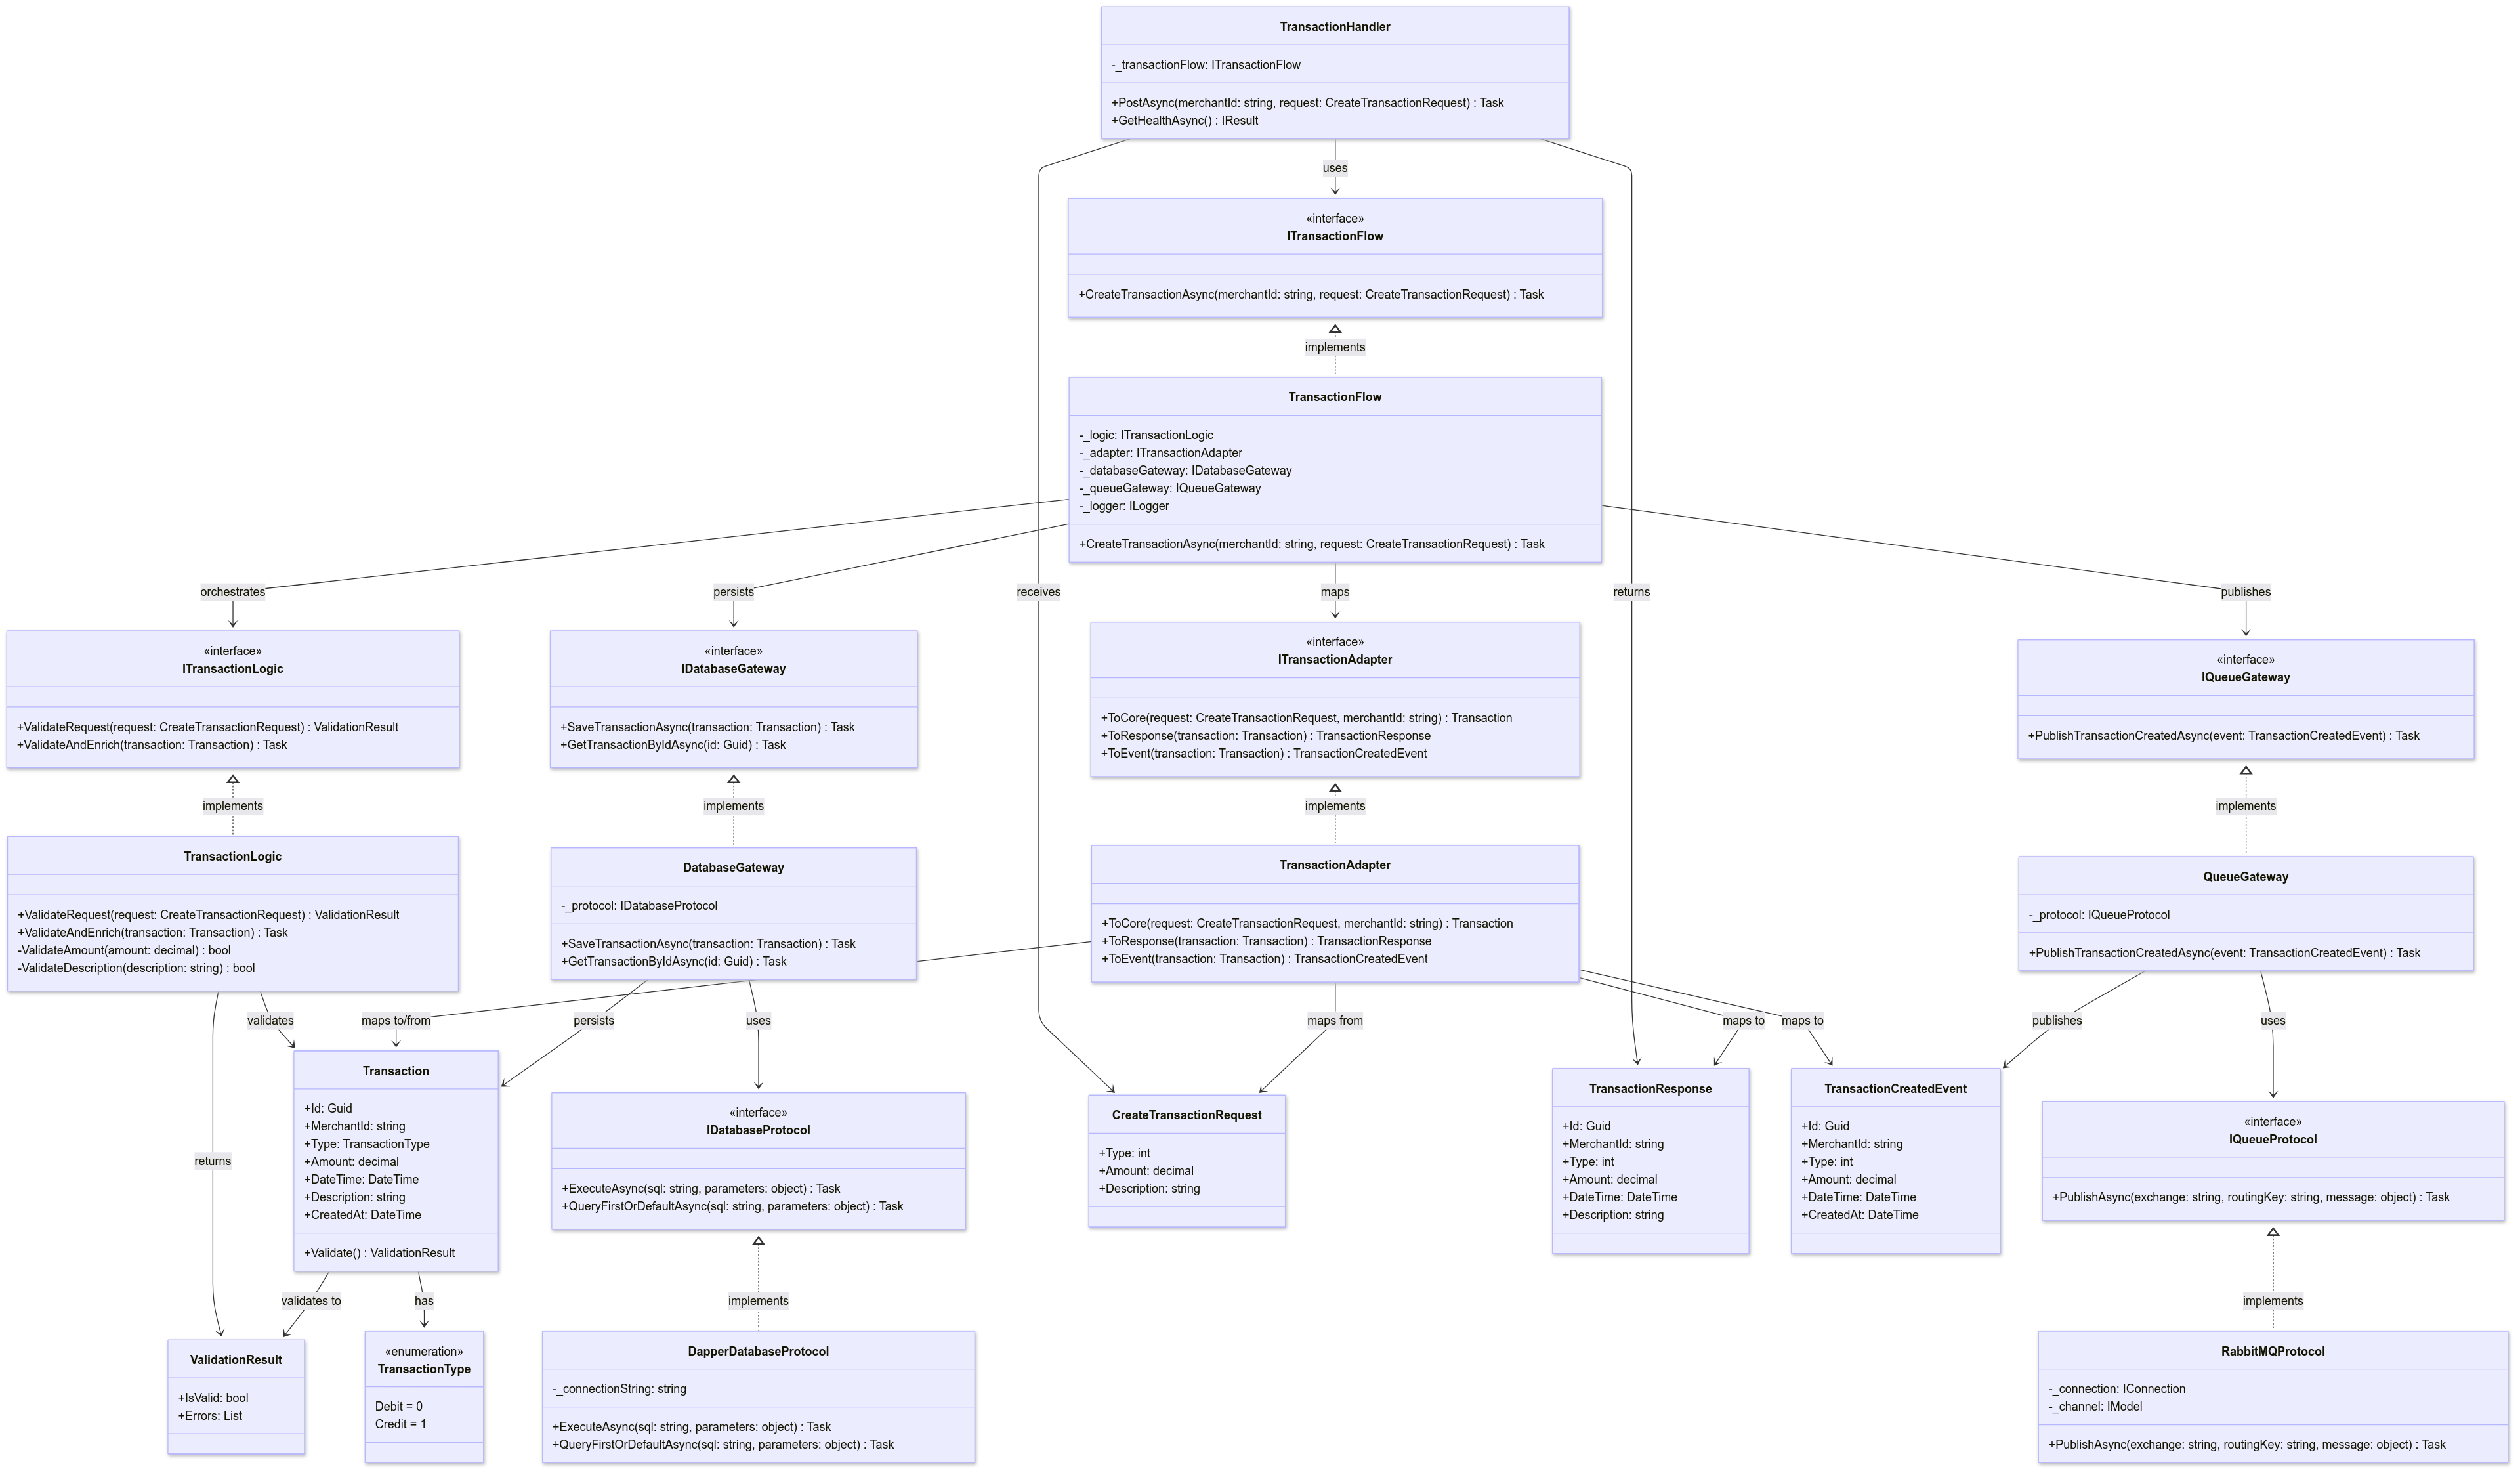 TransactionHandler
-_transactionFlow: ITransactionFlow
+PostAsync(merchantId: string, request: CreateTransactionRequest) : Task
+GetHealthAsync() : IResult
uses
«interface»
ITransactionFlow
+CreateTransactionAsync(merchantId: string, request: CreateTransactionRequest) : Task
implements
TransactionFlow
-_logic: ITransactionLogic
-_adapter: ITransactionAdapter
-_databaseGateway: IDatabaseGateway
-_queueGateway: IQueueGateway
-_logger: ILogger
+CreateTransactionAsync(merchantId: string, request: CreateTransactionRequest) : Task
orchestrates
persists
receives
maps
returns
publishes
«interface»
ITransactionLogic
+ValidateRequest(request: CreateTransactionRequest) : ValidationResult
+ValidateAndEnrich(transaction: Transaction) : Task
«interface»
IDatabaseGateway
+SaveTransactionAsync(transaction: Transaction) : Task
+GetTransactionByIdAsync(id: Guid) : Task
«interface»
ITransactionAdapter
+ToCore(request: CreateTransactionRequest, merchantId: string) : Transaction
+ToResponse(transaction: Transaction) : TransactionResponse
+ToEvent(transaction: Transaction) : TransactionCreatedEvent
«interface»
IQueueGateway
+PublishTransactionCreatedAsync(event: TransactionCreatedEvent) : Task
implements
implements
implements
implements
TransactionLogic
+ValidateRequest(request: CreateTransactionRequest) : ValidationResult
+ValidateAndEnrich(transaction: Transaction) : Task
-ValidateAmount(amount: decimal) : bool
-ValidateDescription(description: string) : bool
DatabaseGateway
-_protocol: IDatabaseProtocol
+SaveTransactionAsync(transaction: Transaction) : Task
+GetTransactionByIdAsync(id: Guid) : Task
TransactionAdapter
+ToCore(request: CreateTransactionRequest, merchantId: string) : Transaction
+ToResponse(transaction: Transaction) : TransactionResponse
+ToEvent(transaction: Transaction) : TransactionCreatedEvent
QueueGateway
-_protocol: IQueueProtocol
+PublishTransactionCreatedAsync(event: TransactionCreatedEvent) : Task
validates
maps to/from
persists
uses
maps from
maps to
maps to
publishes
uses
returns
Transaction
+Id: Guid
+MerchantId: string
+Type: TransactionType
+Amount: decimal
+DateTime: DateTime
+Description: string
+CreatedAt: DateTime
+Validate() : ValidationResult
«interface»
IDatabaseProtocol
+ExecuteAsync(sql: string, parameters: object) : Task
+QueryFirstOrDefaultAsync(sql: string, parameters: object) : Task
CreateTransactionRequest
+Type: int
+Amount: decimal
+Description: string
TransactionResponse
+Id: Guid
+MerchantId: string
+Type: int
+Amount: decimal
+DateTime: DateTime
+Description: string
TransactionCreatedEvent
+Id: Guid
+MerchantId: string
+Type: int
+Amount: decimal
+DateTime: DateTime
+CreatedAt: DateTime
«interface»
IQueueProtocol
+PublishAsync(exchange: string, routingKey: string, message: object) : Task
validates to
has
implements
implements
ValidationResult
+IsValid: bool
+Errors: List
«enumeration»
TransactionType
Debit = 0
Credit = 1
DapperDatabaseProtocol
-_connectionString: string
+ExecuteAsync(sql: string, parameters: object) : Task
+QueryFirstOrDefaultAsync(sql: string, parameters: object) : Task
RabbitMQProtocol
-_connection: IConnection
-_channel: IModel
+PublishAsync(exchange: string, routingKey: string, message: object) : Task